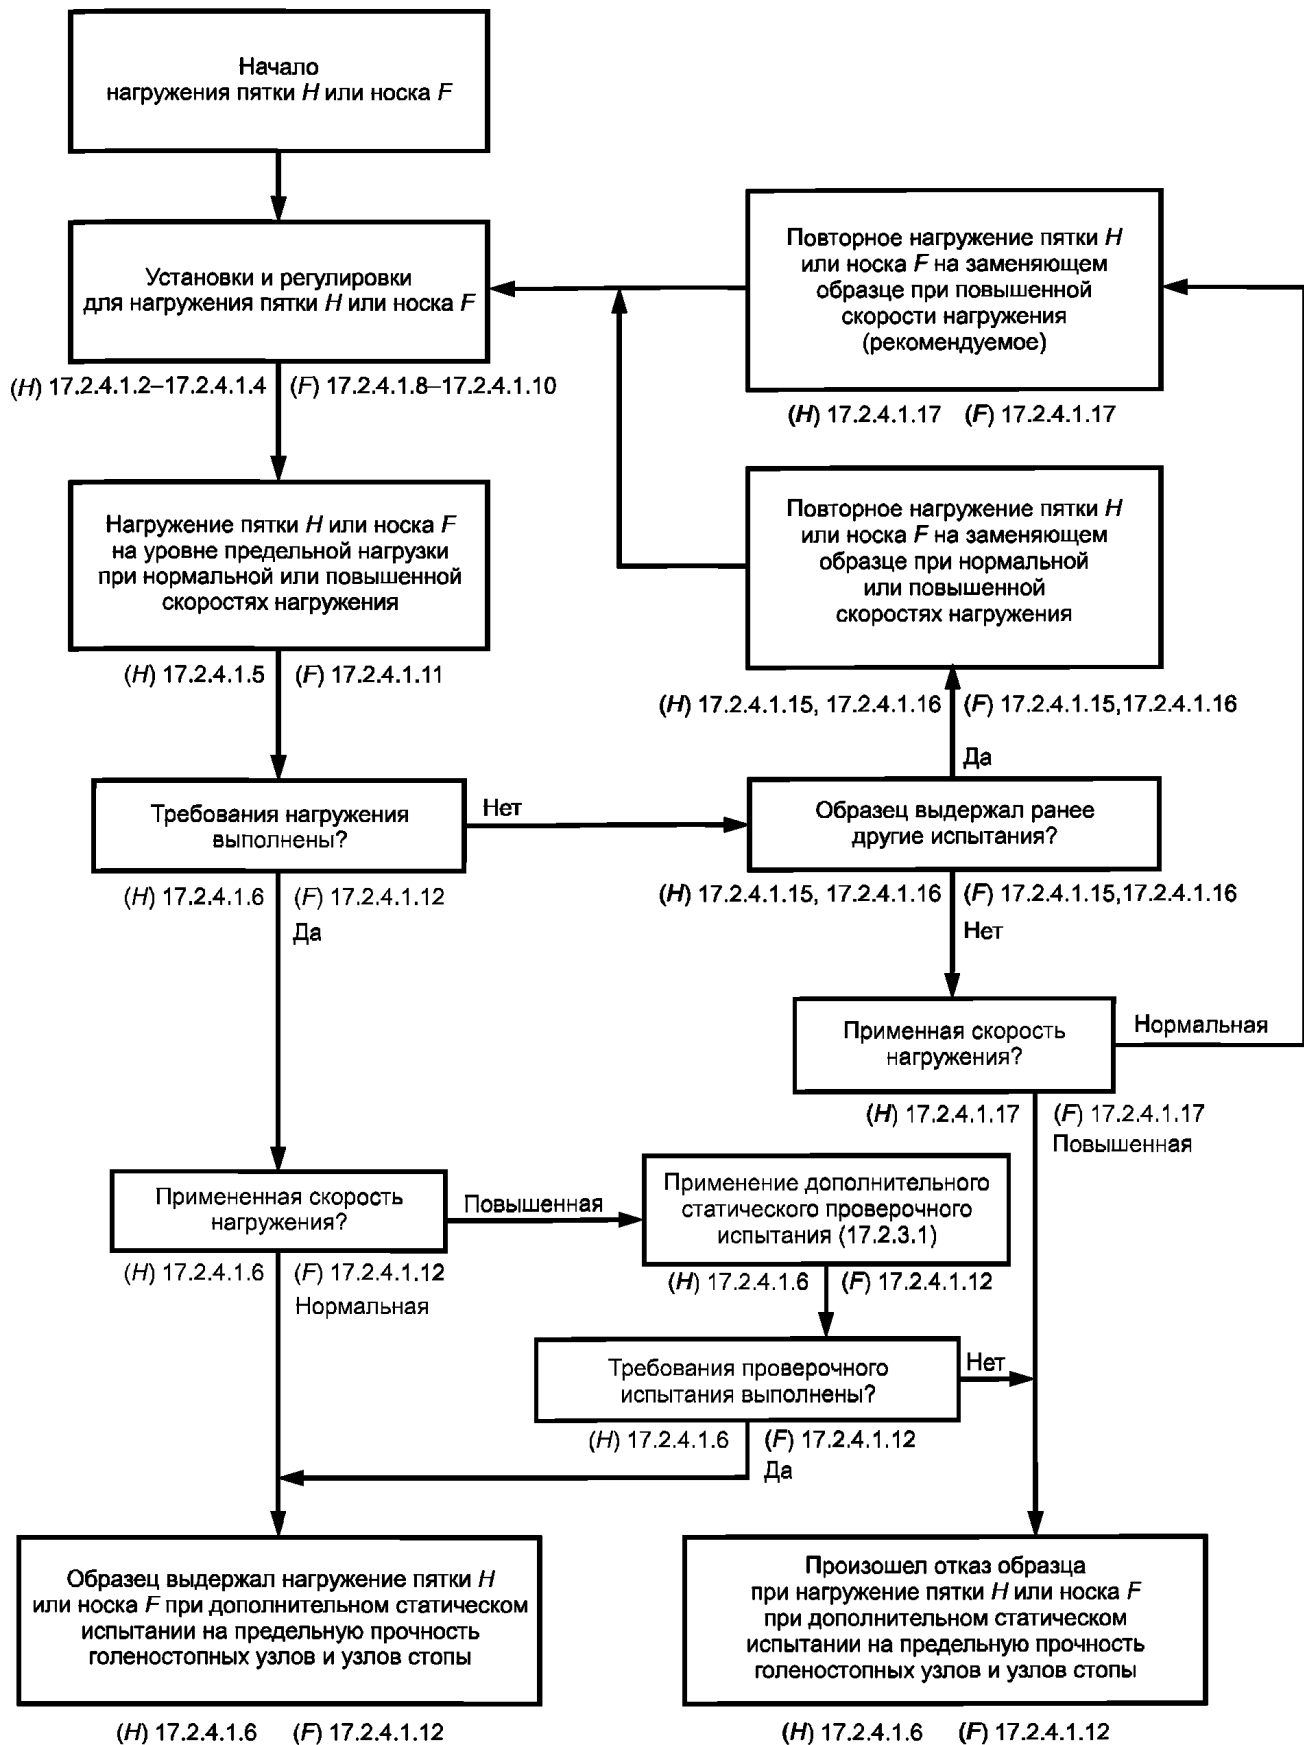 Начало
нагружения пятки H или носка F
Установки и регулировки
для нагружения пятки H или носка F
(H) 17.2.4.1.2–17.2.4.1.4 (F) 17.2.4.1.8–17.2.4.1.10
Повторное нагружение пятки H
или носка F на заменяющем
образце при повышенной
скорости нагружения
(рекомендуемое)
(H) 17.2.4.1.17 (F) 17.2.4.1.17
Нагружение пятки H или носка F
на уровне предельной нагрузки
при нормальной или повышенной
скоростях нагружения
(H) 17.2.4.1.5 (F) 17.2.4.1.11
Повторное нагружение пятки H
или носка F на заменяющем
образце при нормальной
или повышенной
скоростях нагружения
(H) 17.2.4.1.15, 17.2.4.1.16 (F) 17.2.4.1.15,17.2.4.1.16
Да
Требования нагружения
выполнены?
Нет
(H) 17.2.4.1.6 (F) 17.2.4.1.12
Да
Образец выдержал ранее
другие испытания?
(H) 17.2.4.1.15, 17.2.4.1.16 (F) 17.2.4.1.15,17.2.4.1.16
Нет
Применная скорость
нагружения?
Нормальная
(H) 17.2.4.1.17 (F) 17.2.4.1.17
Повышенная
Примененная скорость
нагружения?
Повышенная
(H) 17.2.4.1.6 (F) 17.2.4.1.12
Нормальная
Применение дополнительного
статического проверочного
испытания (17.2.3.1)
(H) 17.2.4.1.6 (F) 17.2.4.1.12
Требования проверочного
испытания выполнены?
Нет
(H) 17.2.4.1.6 (F) 17.2.4.1.12
Да
Образец выдержал нагружение пятки H
или носка F при дополнительном статическом
испытании на предельную прочность
голеностопных узлов и узлов стопы
(H) 17.2.4.1.6 (F) 17.2.4.1.12
Произошел отказ образца
при нагружение пятки H или носка F
при дополнительном статическом
испытании на предельную прочность
голеностопных узлов и узлов стопы
(H) 17.2.4.1.6 (F) 17.2.4.1.12